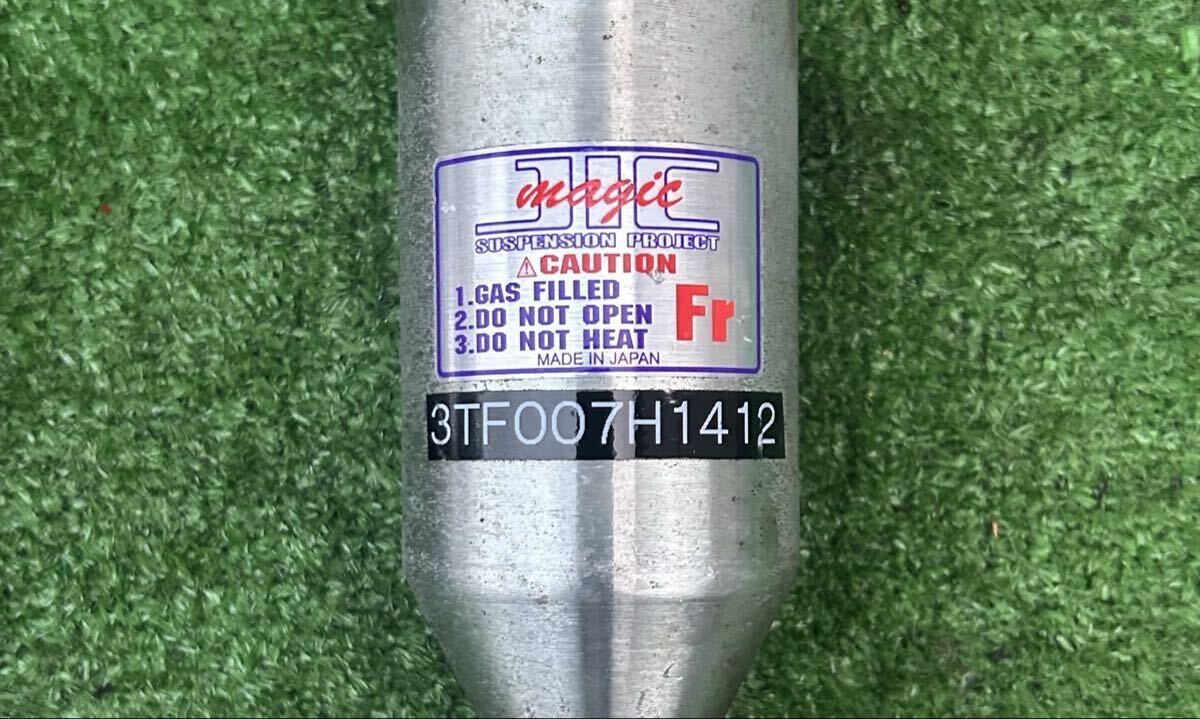 JIC magic
SUSPENSION PROJECT
⚠CAUTION
1.GAS FILLED
2.DO NOT OPEN
3.DO NOT HEAT
Fr
MADE IN JAPAN
3TF007H1412